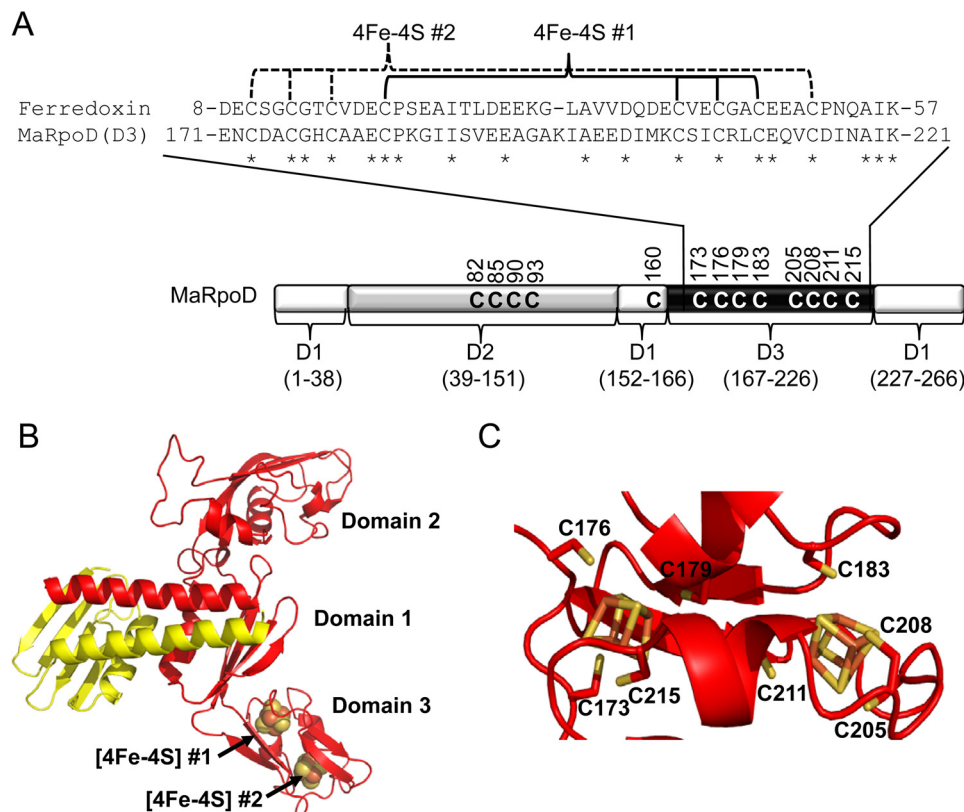 A
4Fe-4S #2 4Fe-4S #1
Ferredoxin 8-DECSGCGTCVDECPSEAITLDEEKG-LAVVDQDECVECGACEEACPNQAIK-57
MaRpoD(D3) 171-ENCDACGHCAAECPKGIISVEEAGAKIAEEDIMKCSICRLCEQVCDINAIK-221
* ** * *** * * * * * * ** * ***
82 85 90 93 160 173 176 179 183 205 208 211 215
MaRpoD C C C C C C C C C C C C C
D1 D2 D1 D3 D1
(1-38) (39-151) (152-166) (167-226) (227-266)
B
Domain 2
Domain 1
Domain 3
[4Fe-4S] #1
[4Fe-4S] #2
C
C176
C179
C183
C208
C173
C215
C211
C205